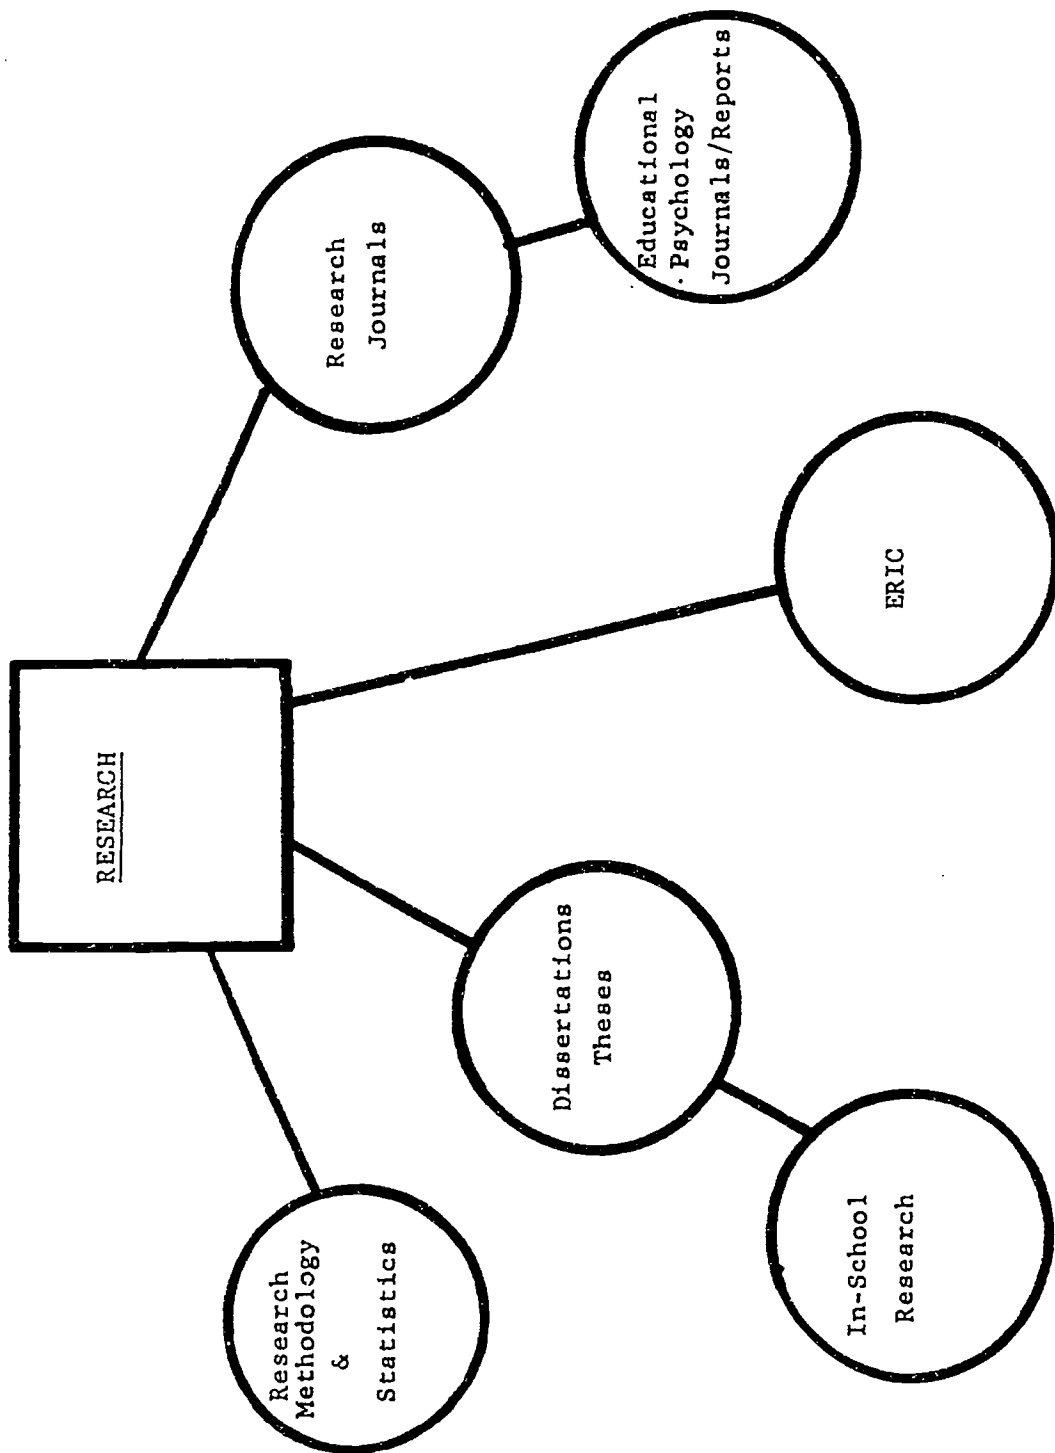 RESEARCH
Research
Methodology
&
Statistics
Dissertations
Theses
In-School
Research
ERIC
Research
Journals
Educational
Psychology
Journals/Reports